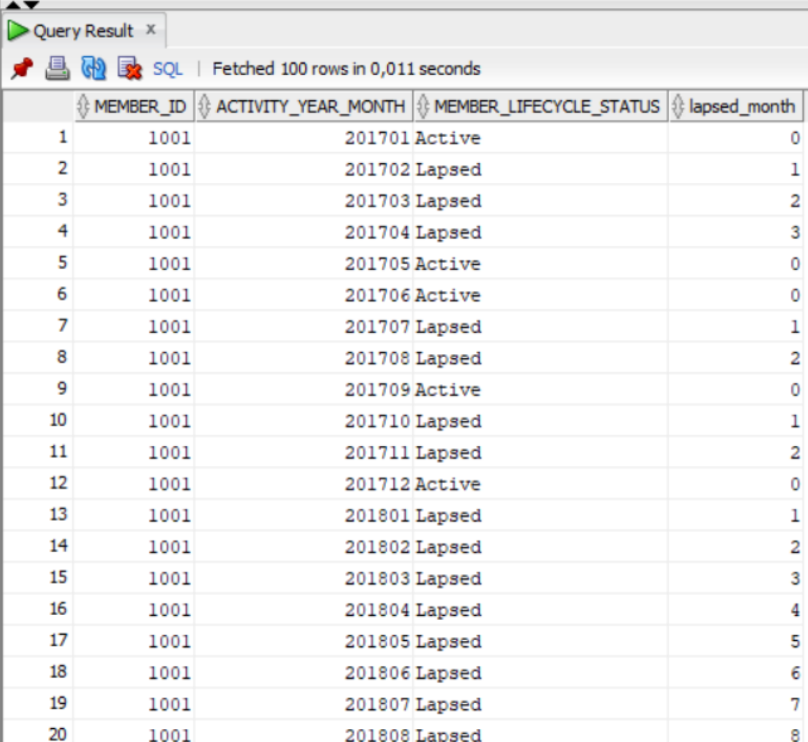 Query Result x
SQL | Fetched 100 rows in 0,011 seconds
MEMBER_ID ACTIVITY_YEAR_MONTH MEMBER_LIFECYCLE_STATUS lapsed_month
1 1001 201701 Active 0
2 1001 201702 Lapsed 1
3 1001 201703 Lapsed 2
4 1001 201704 Lapsed 3
5 1001 201705 Active 0
6 1001 201706 Active 0
7 1001 201707 Lapsed 1
8 1001 201708 Lapsed 2
9 1001 201709 Active 0
10 1001 201710 Lapsed 1
11 1001 201711 Lapsed 2
12 1001 201712 Active 0
13 1001 201801 Lapsed 1
14 1001 201802 Lapsed 2
15 1001 201803 Lapsed 3
16 1001 201804 Lapsed 4
17 1001 201805 Lapsed 5
18 1001 201806 Lapsed 6
19 1001 201807 Lapsed 7
20 1001 201808 Lapsed 8